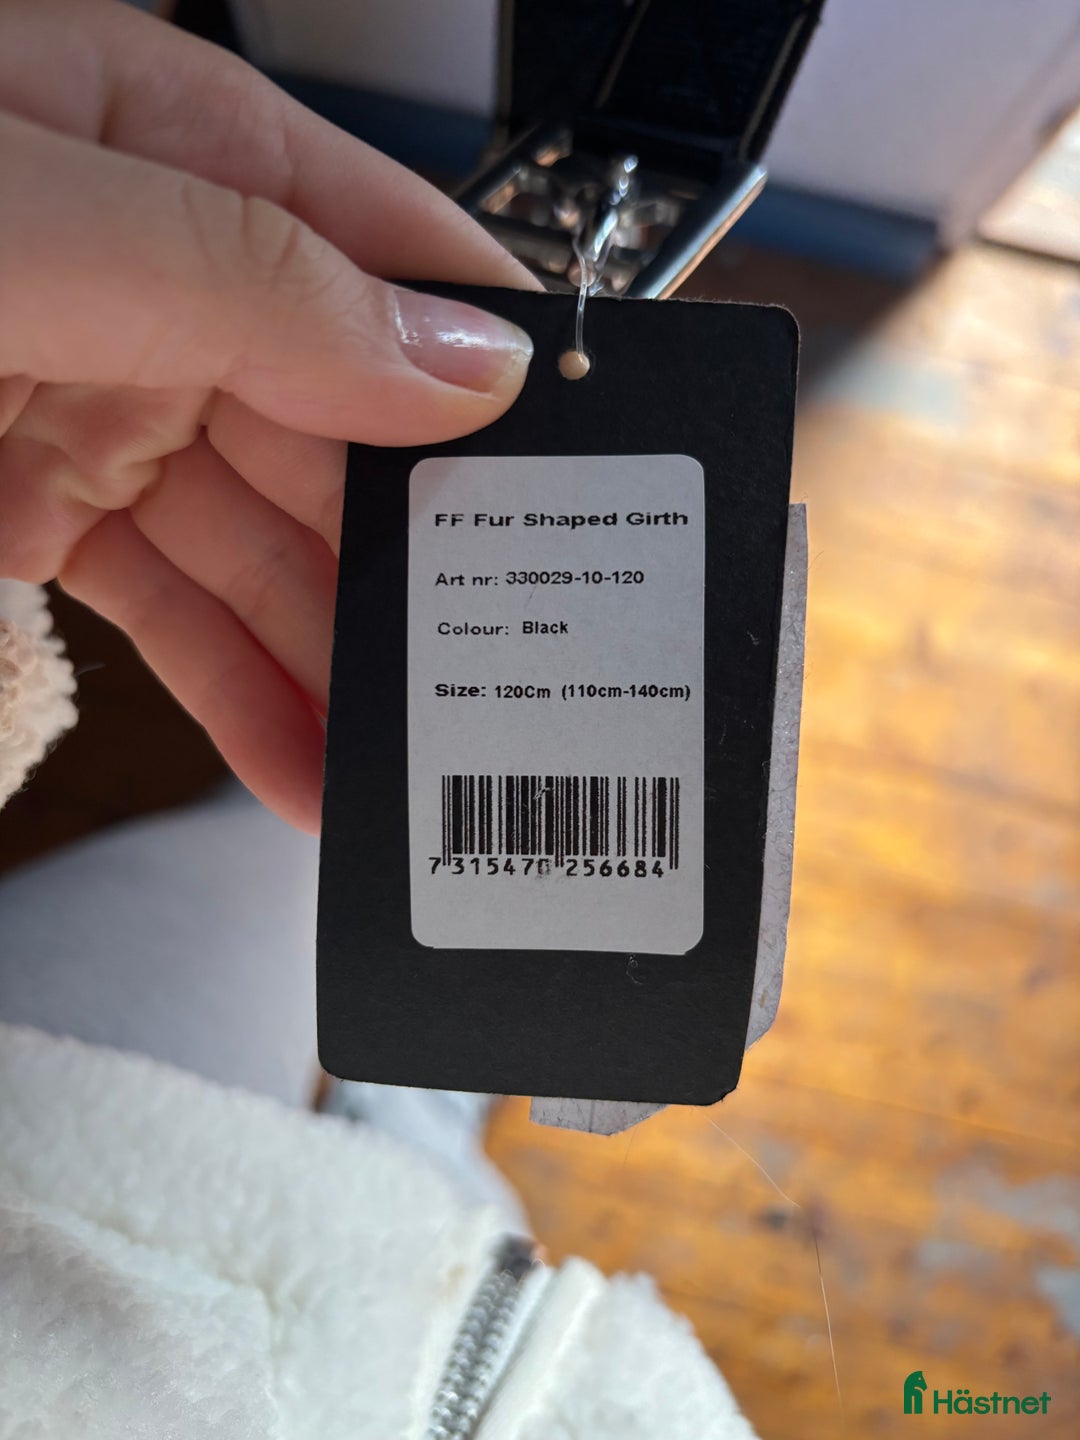 FF Fur Shaped Girth
Art nr: 330029-10-120
Colour: Black
Size: 120Cm (110cm-140cm)
7 315470 256684
Hästnet